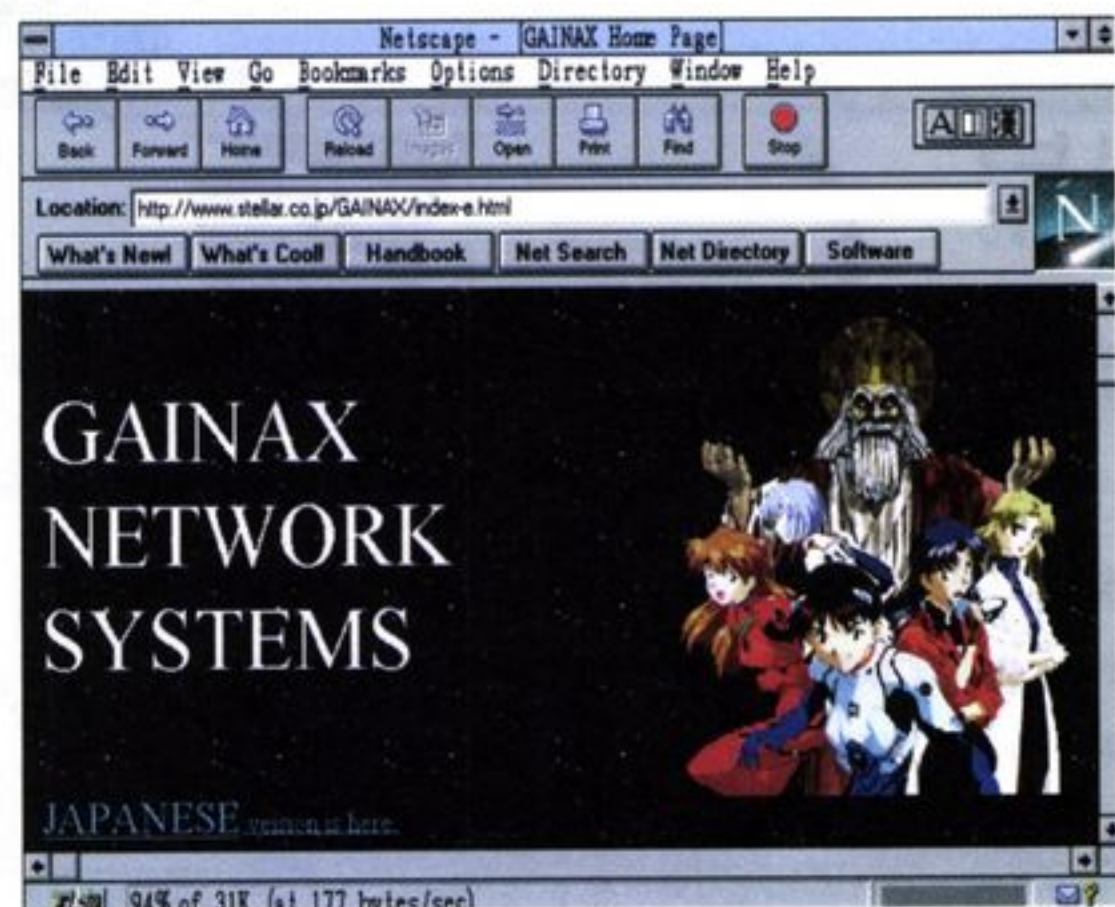 Netscape - [GAINAX Home Page]
File Edit View Go Bookmarks Options Directory Window Help
Back Forward Home Reload Images Open Print Find Stop
A 漢
Location: http://www.stellar.co.jp/GAINAX/index-e.html
N
What's New! What's Cool! Handbook Net Search Net Directory Software
GAINAX
NETWORK
SYSTEMS
JAPANESE version is here.
94% of 31K (at 177 bytes/sec)